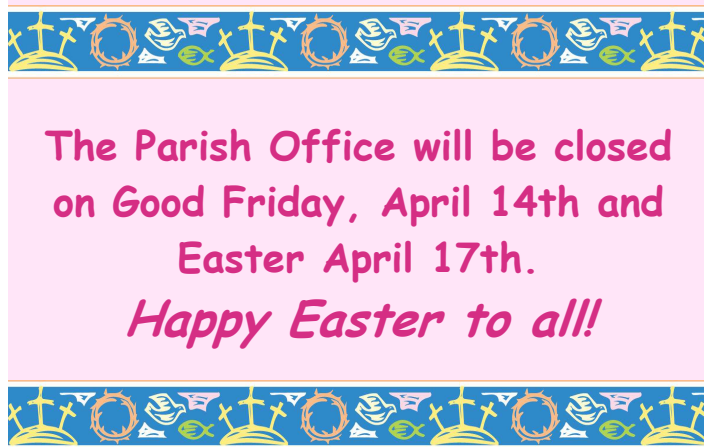 The Parish Office will be closed
on Good Friday, April 14th and
Easter April 17th.
Happy Easter to all!